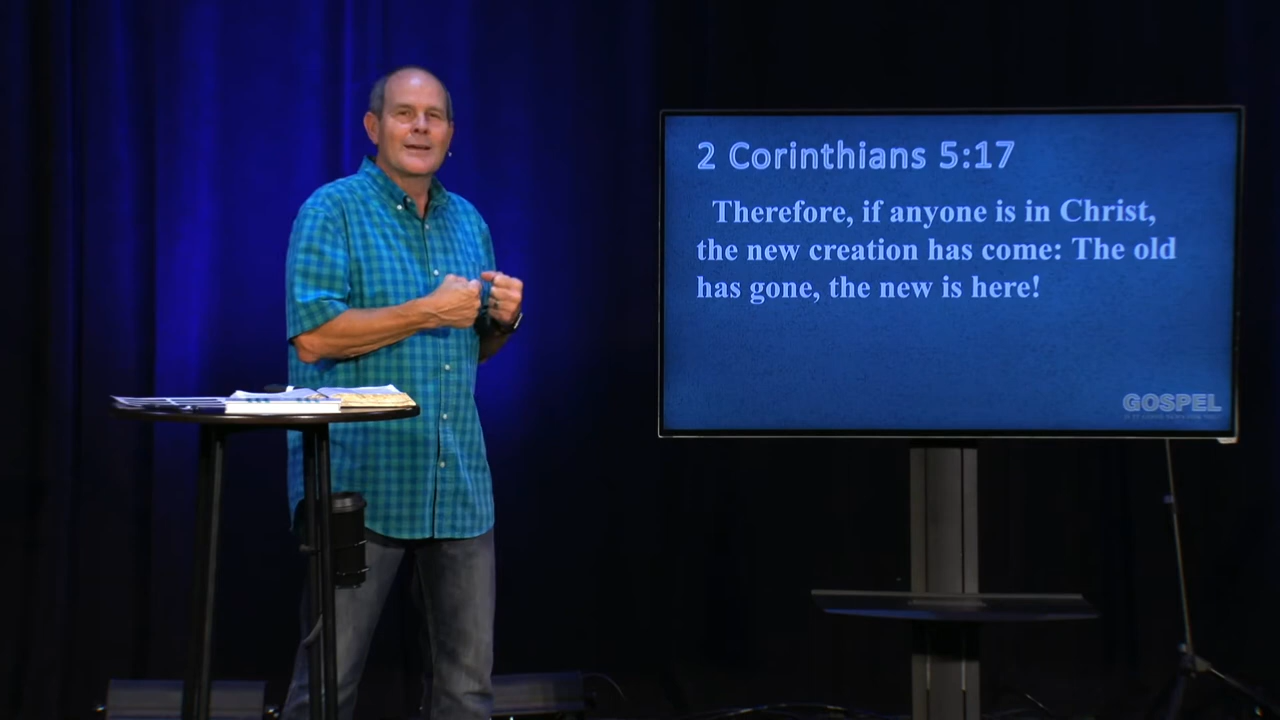 2 Corinthians 5:17
Therefore, if anyone is in Christ,
the new creation has come: The old
has gone, the new is here!
GOSPEL